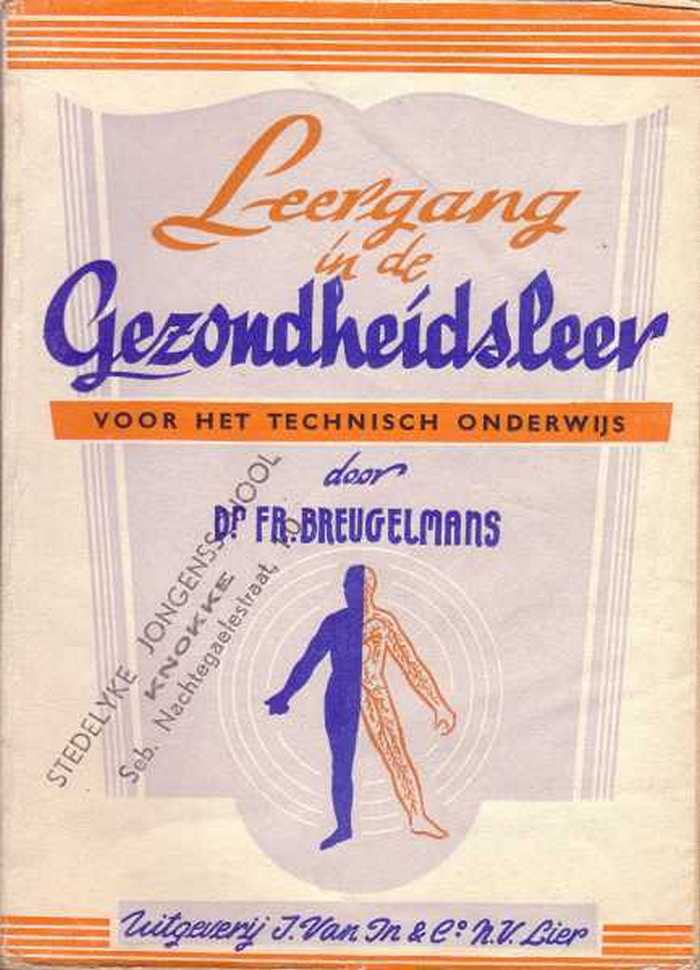 Leergang
in de
Gezondheidsleer
VOOR HET TECHNISCH ONDERWIJS
door
Dr FR. BREUGELMANS
STEDELYKE JONGENSSCHOOL
KNOKKE
Seb. Nachtegaelestraat,
Uitgeverij J. Van In & Co. N.V. Lier